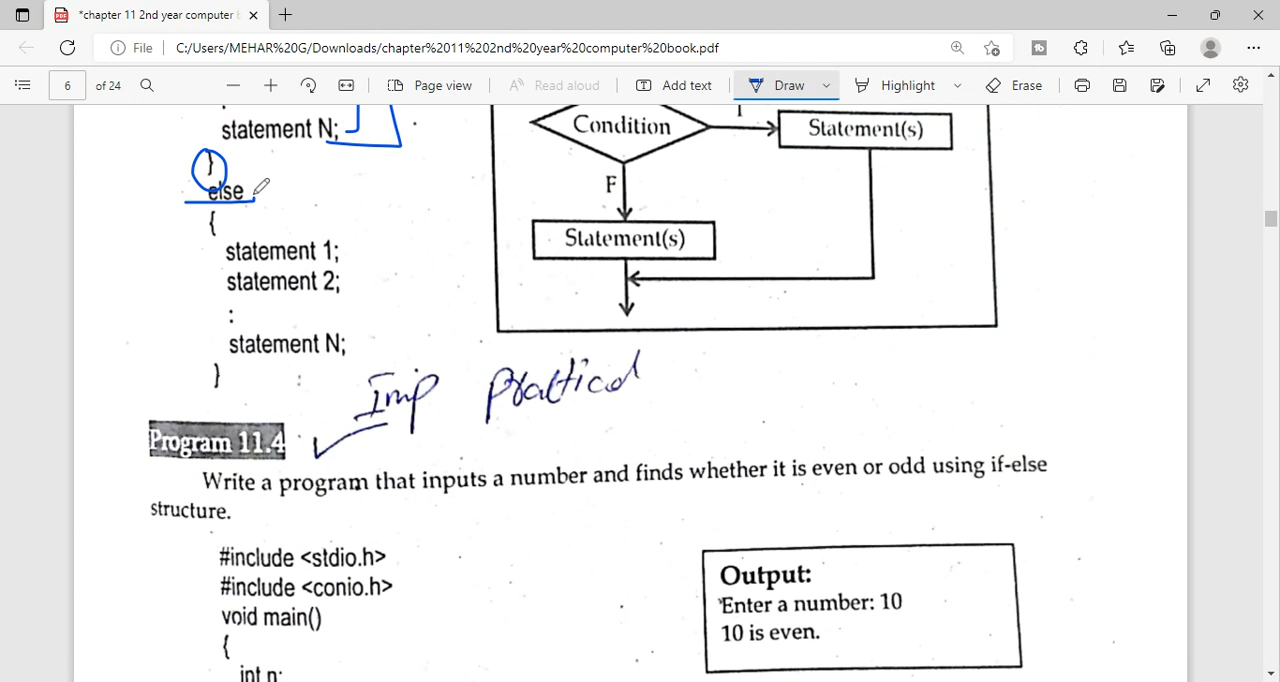 *chapter 11 2nd year computer b
File C:/Users/MEHAR%20G/Downloads/chapter%2011%202nd%20year%20computer%20book.pdf
6 of 24 Page view Read aloud Add text Draw Highlight Erase
statement N;
}
else
{
statement 1;
statement 2;
:
statement N;
}
Condition
T
Statement(s)
F
Statement(s)
Imp Practical
Program 11.4
Write a program that inputs a number and finds whether it is even or odd using if-else
structure.
#include <stdio.h>
#include <conio.h>
void main()
{
int n;
Output:
Enter a number: 10
10 is even.